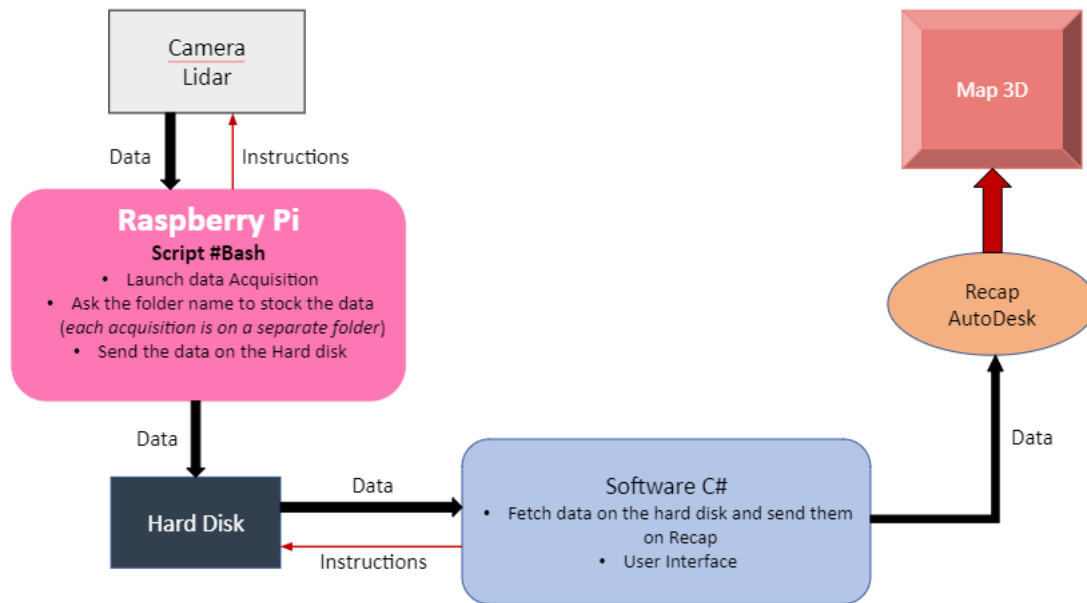 Camera
Lidar
Map 3D
Data
Instructions
Raspberry Pi
Script #Bash
• Launch data Acquisition
• Ask the folder name to stock the data
(each acquisition is on a separate folder)
• Send the data on the Hard disk
Recap
AutoDesk
Data
Data
Data
Hard Disk
Instructions
Software C#
• Fetch data on the hard disk and send them
on Recap
• User Interface